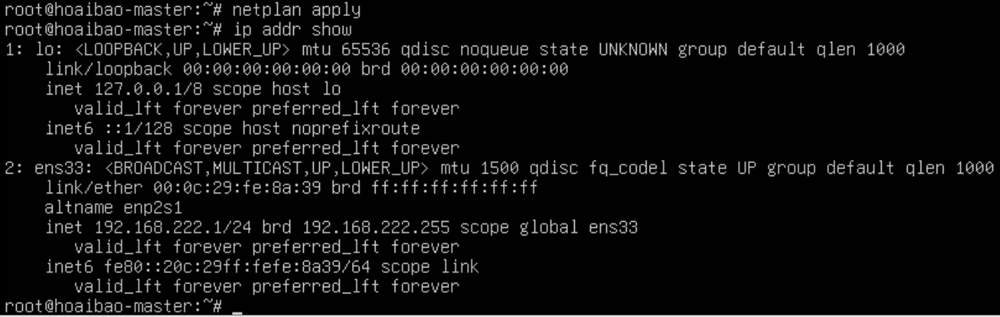 root@hoaibao-master:~# netplan apply
root@hoaibao-master:~# ip addr show
1: lo: <LOOPBACK,UP,LOWER_UP> mtu 65536 qdisc noqueue state UNKNOWN group default qlen 1000
    link/loopback 00:00:00:00:00:00 brd 00:00:00:00:00:00
    inet 127.0.0.1/8 scope host lo
       valid_lft forever preferred_lft forever
    inet6 ::1/128 scope host noprefixroute
       valid_lft forever preferred_lft forever
2: ens33: <BROADCAST,MULTICAST,UP,LOWER_UP> mtu 1500 qdisc fq_codel state UP group default qlen 1000
    link/ether 00:0c:29:fe:8a:39 brd ff:ff:ff:ff:ff:ff
    altname enp2s1
    inet 192.168.222.1/24 brd 192.168.222.255 scope global ens33
       valid_lft forever preferred_lft forever
    inet6 fe80::20c:29ff:fefe:8a39/64 scope link
       valid_lft forever preferred_lft forever
root@hoaibao-master:~# _